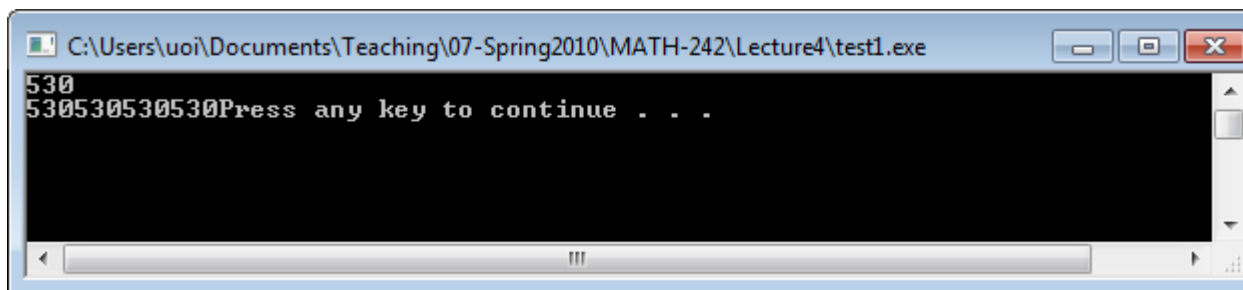 C:\Users\uoi\Documents\Teaching\07-Spring2010\MATH-242\Lecture4\test1.exe
530
530530530530Press any key to continue . . .